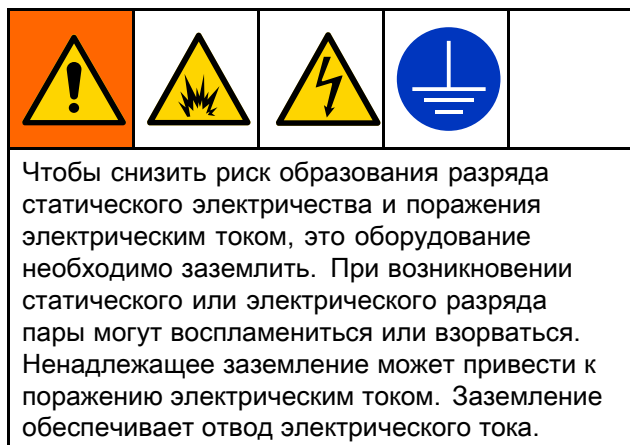 Чтобы снизить риск образования разряда
статического электричества и поражения
электрическим током, это оборудование
необходимо заземлить. При возникновении
статического или электрического разряда
пары могут воспламениться или взорваться.
Ненадлежащее заземление может привести к
поражению электрическим током. Заземление
обеспечивает отвод электрического тока.